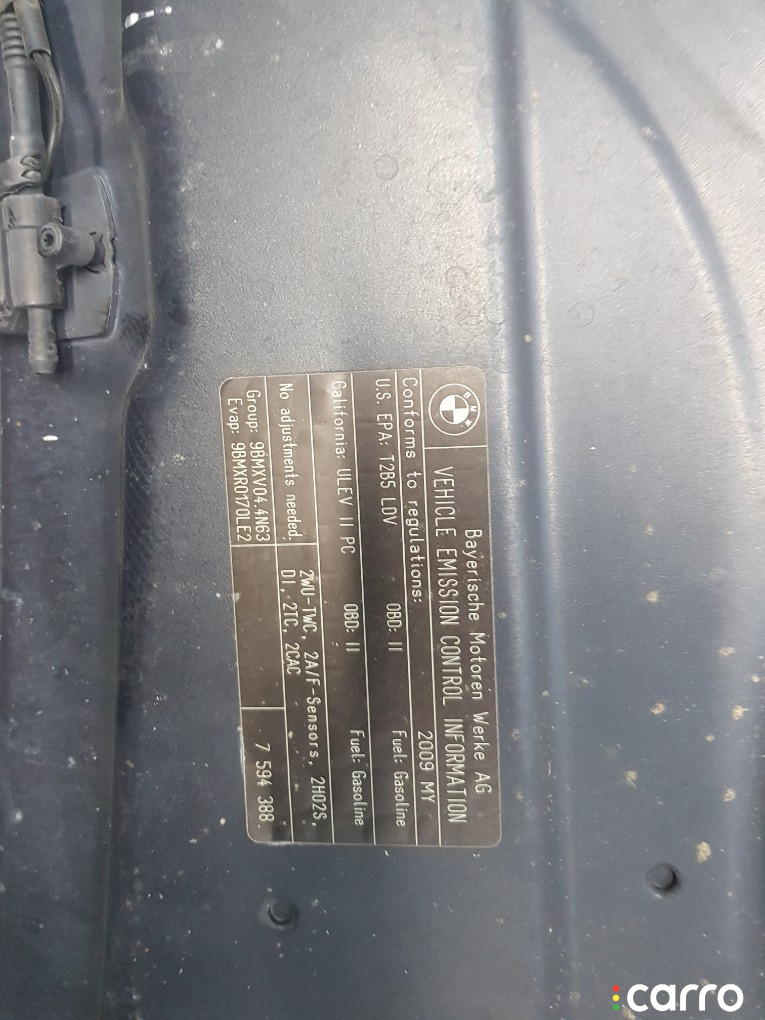 BMW
Bayerische Motoren Werke AG
VEHICLE EMISSION CONTROL INFORMATION
Conforms to regulations: 2009 MY
U.S. EPA: T2B5 LDV OBD: II Fuel: Gasoline
California: ULEV II PC OBD: II Fuel: Gasoline
No adjustments needed. 2WU-TWC, 2A/F-Sensors, 2HO2S,
DI, 2TC, 2CAC
Group: 9BMXV04.4N63
Evap: 9BMXR0170LE2 7 594 388
carro